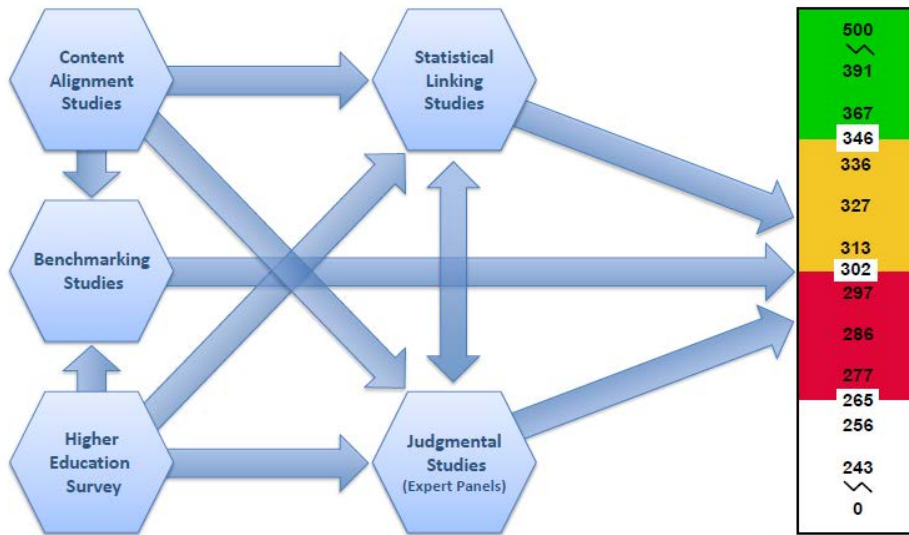 Content
Alignment
Studies
Statistical
Linking
Studies
Benchmarking
Studies
Higher
Education
Survey
Judgmental
Studies
(Expert Panels)
500
391
367
346
336
327
313
302
297
286
277
265
256
243
0